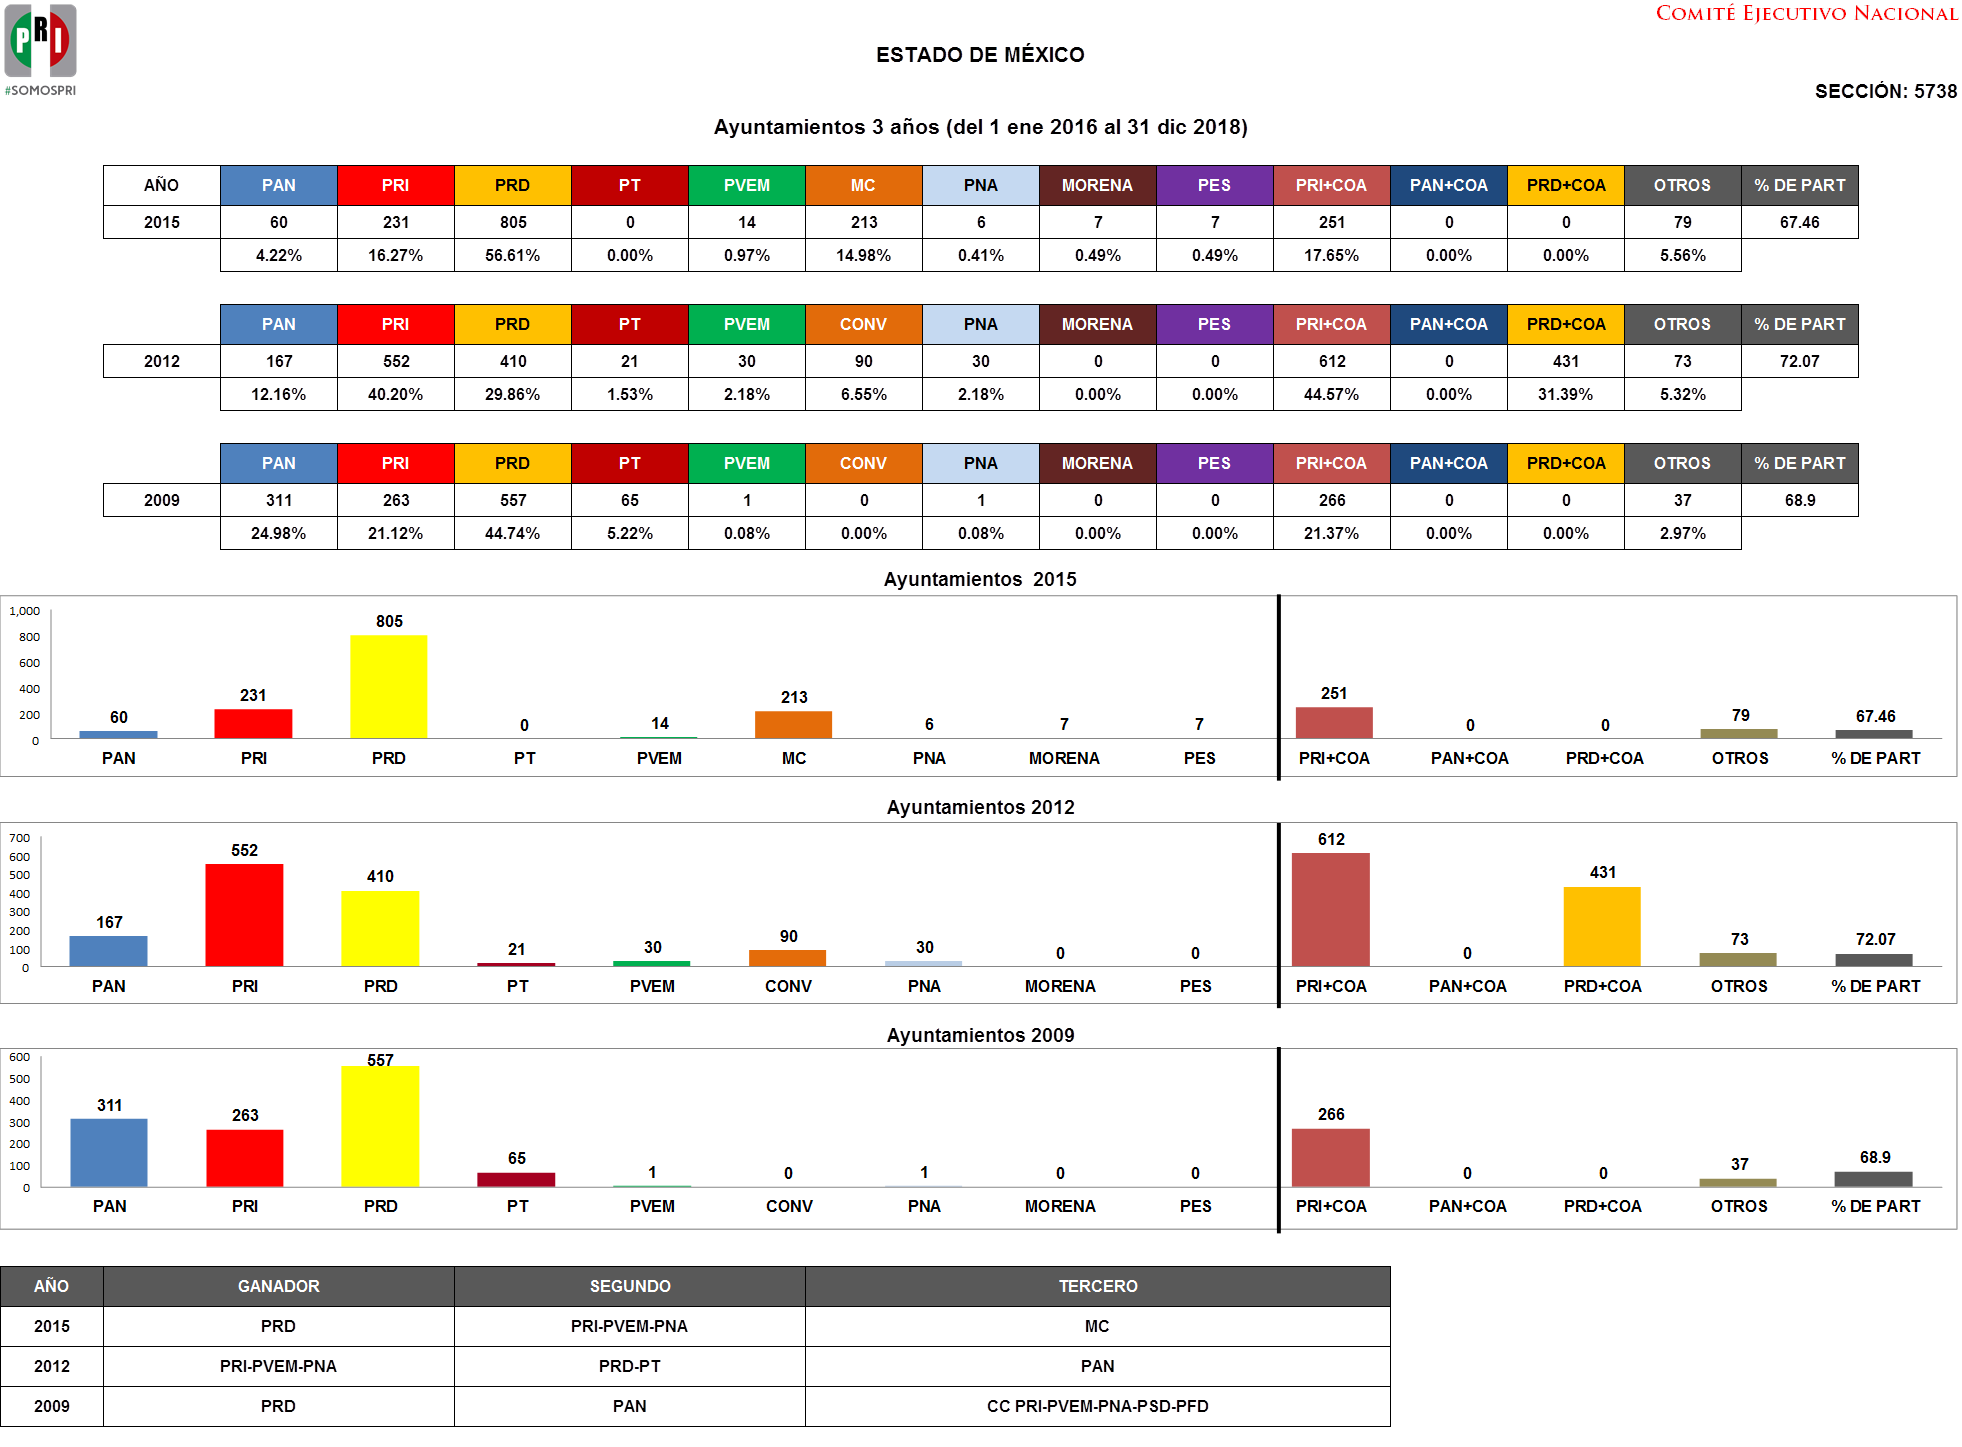 PRI
#SOMOSPRI
COMITÉ EJECUTIVO NACIONAL
ESTADO DE MÉXICO
SECCIÓN: 5738
Ayuntamientos 3 años (del 1 ene 2016 al 31 dic 2018)
AÑO PAN PRI PRD PT PVEM MC PNA MORENA PES PRI+COA PAN+COA PRD+COA OTROS % DE PART
2015 60 231 805 0 14 213 6 7 7 251 0 0 79 67.46
4.22% 16.27% 56.61% 0.00% 0.97% 14.98% 0.41% 0.49% 0.49% 17.65% 0.00% 0.00% 5.56%
PAN PRI PRD PT PVEM CONV PNA MORENA PES PRI+COA PAN+COA PRD+COA OTROS % DE PART
2012 167 552 410 21 30 90 30 0 0 612 0 431 73 72.07
12.16% 40.20% 29.86% 1.53% 2.18% 6.55% 2.18% 0.00% 0.00% 44.57% 0.00% 31.39% 5.32%
PAN PRI PRD PT PVEM CONV PNA MORENA PES PRI+COA PAN+COA PRD+COA OTROS % DE PART
2009 311 263 557 65 1 0 1 0 0 266 0 0 37 68.9
24.98% 21.12% 44.74% 5.22% 0.08% 0.00% 0.08% 0.00% 0.00% 21.37% 0.00% 0.00% 2.97%
Ayuntamientos 2015
1,000
800
600
400
200
0
60 231 805 0 14 213 6 7 7 251 0 0 79 67.46
PAN PRI PRD PT PVEM MC PNA MORENA PES PRI+COA PAN+COA PRD+COA OTROS % DE PART
Ayuntamientos 2012
700
600
500
400
300
200
100
0
167 552 410 21 30 90 30 0 0 612 0 431 73 72.07
PAN PRI PRD PT PVEM CONV PNA MORENA PES PRI+COA PAN+COA PRD+COA OTROS % DE PART
Ayuntamientos 2009
600
500
400
300
200
100
0
311 263 557 65 1 0 1 0 0 266 0 0 37 68.9
PAN PRI PRD PT PVEM CONV PNA MORENA PES PRI+COA PAN+COA PRD+COA OTROS % DE PART
AÑO GANADOR SEGUNDO TERCERO
2015 PRD PRI-PVEM-PNA MC
2012 PRI-PVEM-PNA PRD-PT PAN
2009 PRD PAN CC PRI-PVEM-PNA-PSD-PFD